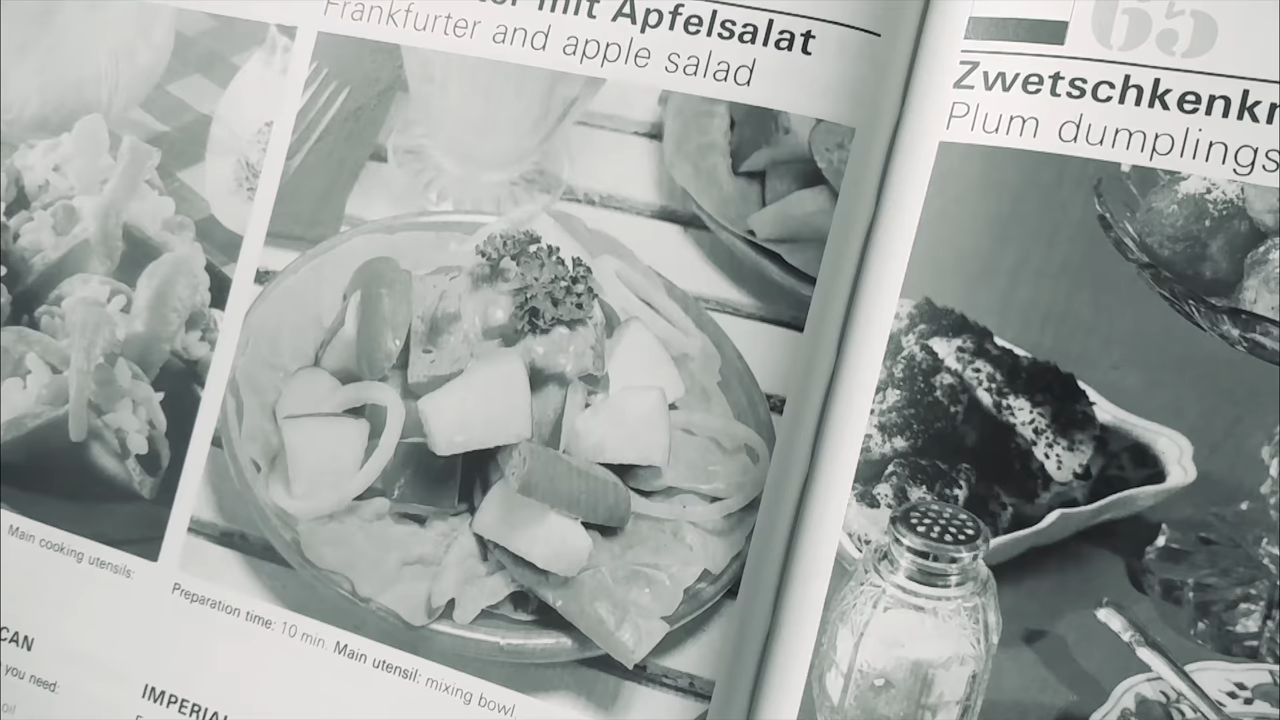 mit Apfelsalat
Frankfurter and apple salad
Main cooking utensils:
Preparation time: 10 min. Main utensil: mixing bowl
CAN
you need:
oil
IMPERIAL
65
Plum dumplings